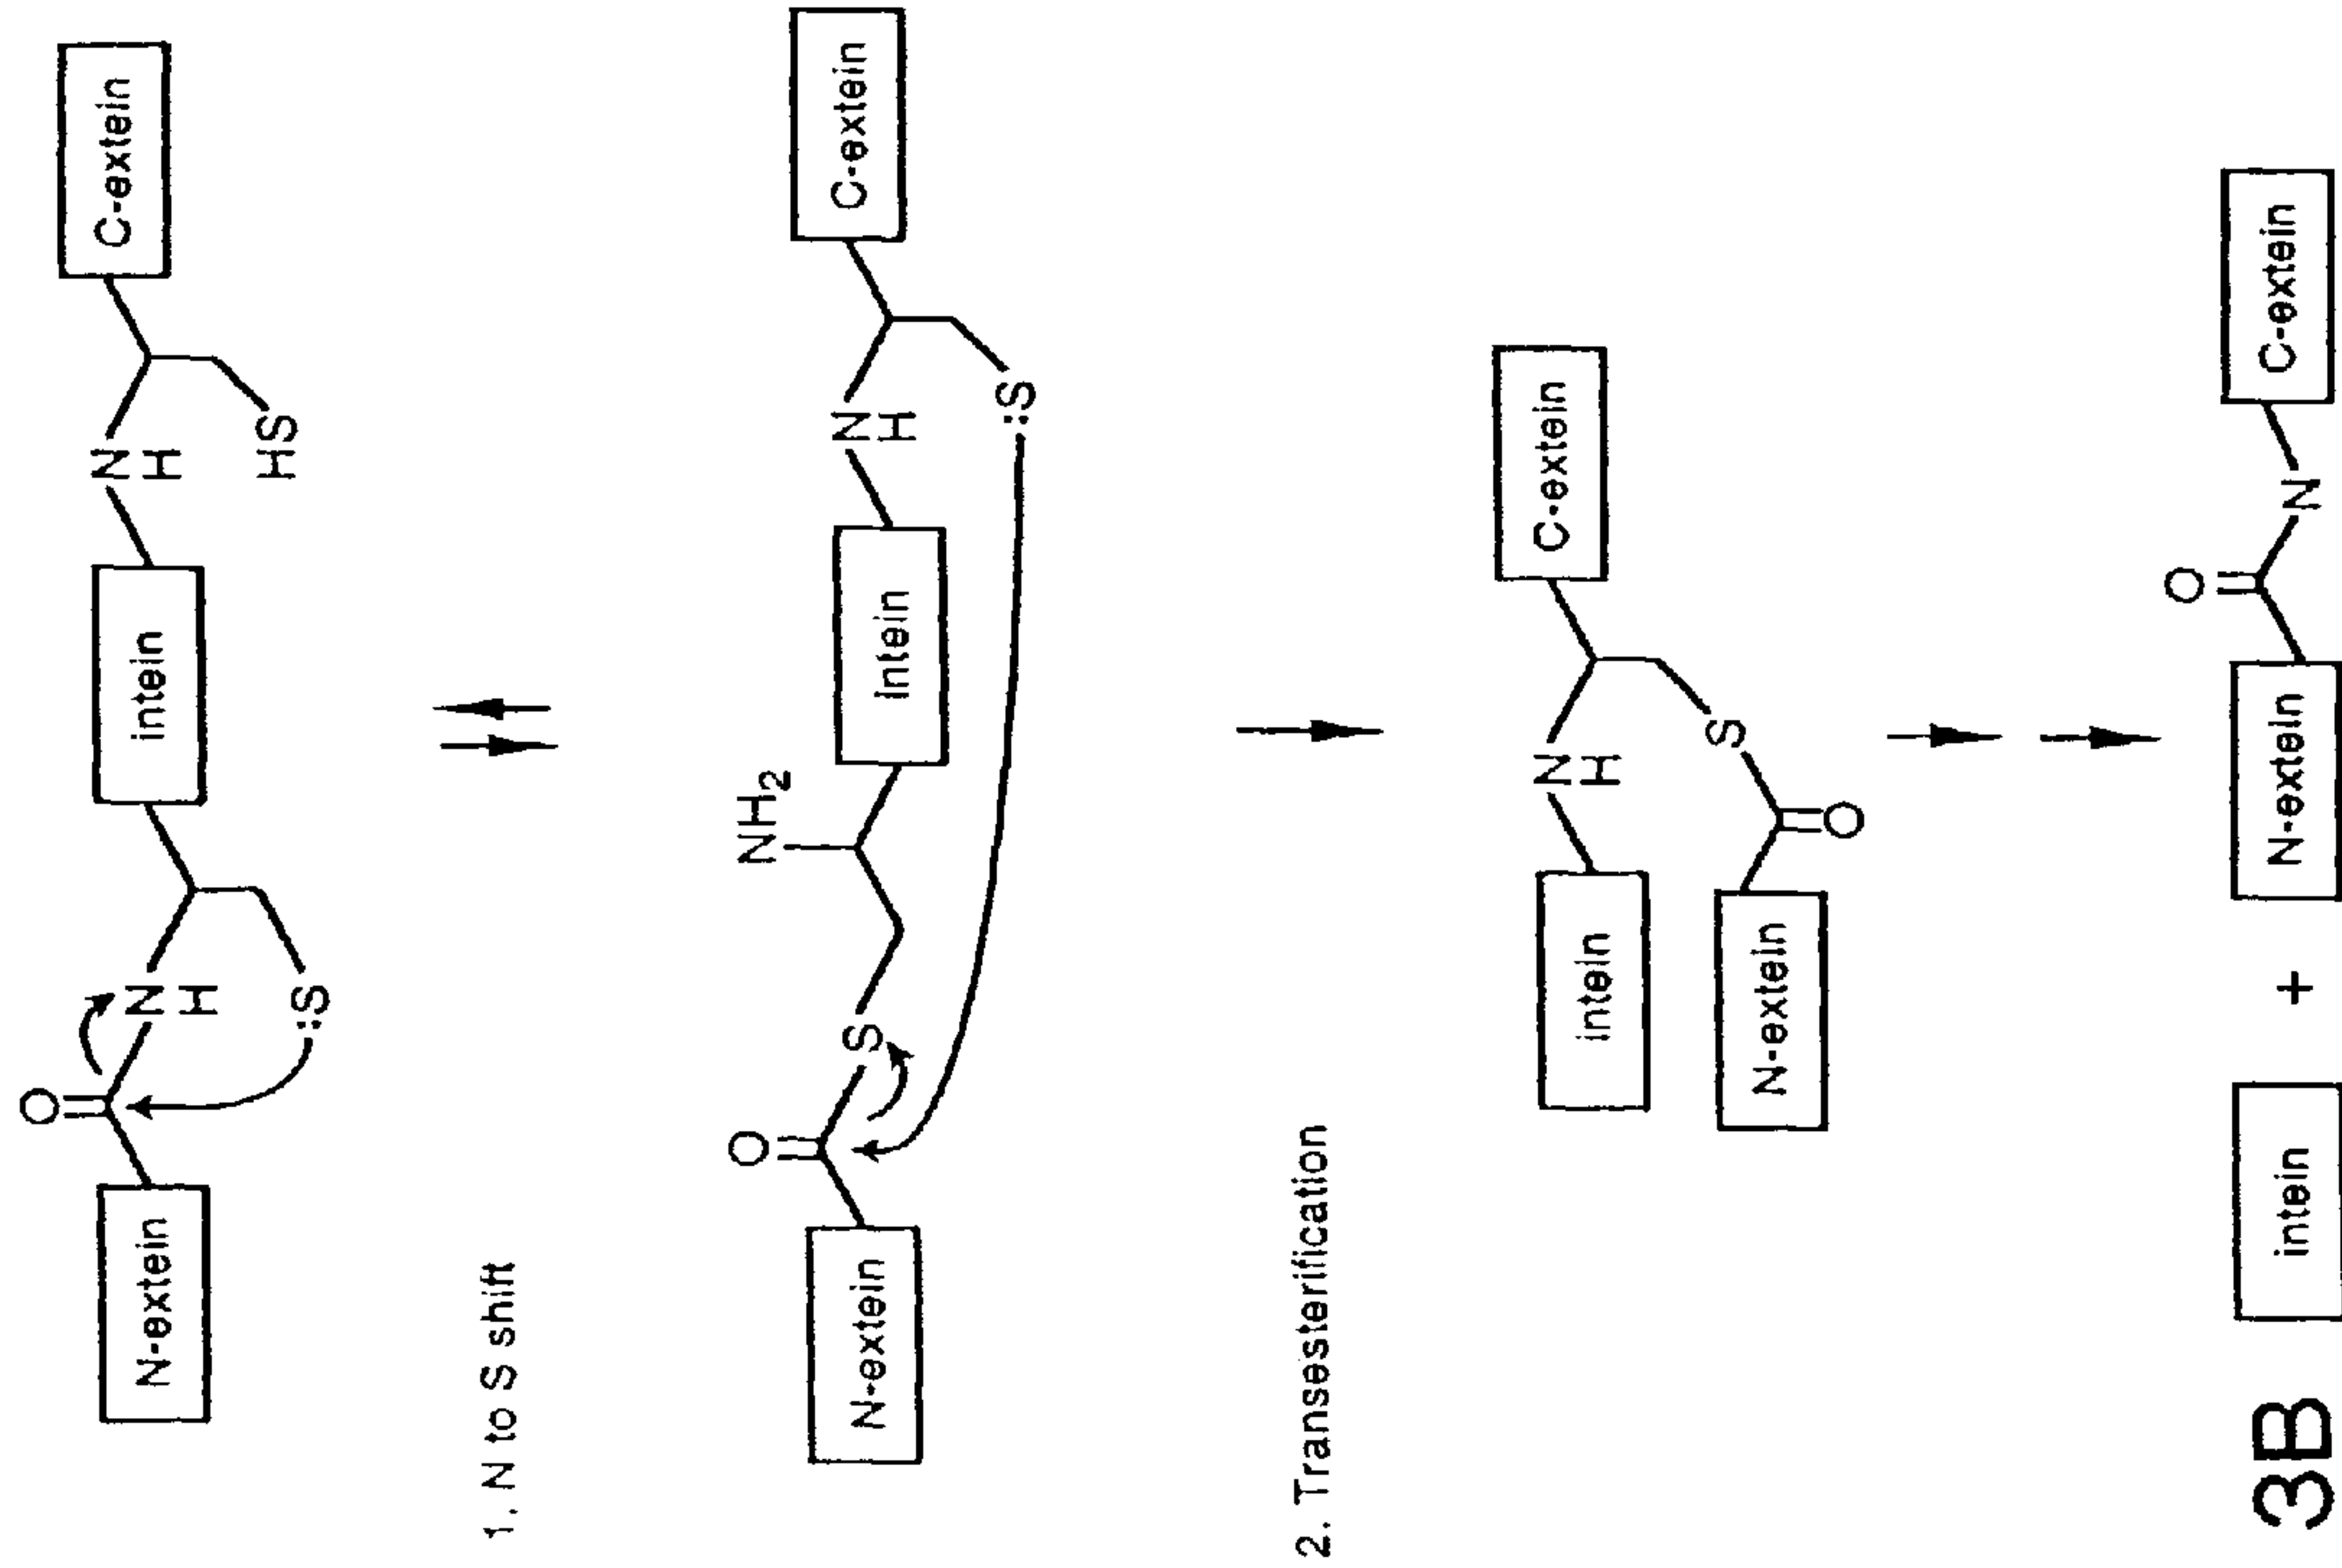 O
N-extein N intein N C-extein
H H
:S HS
1. N to S shift
O NH2
N-extein S Intein N C-extein
H
:S
2. Transesterification
intein N C-extein
H
N-extein S
O
O
N
3B intein + N-extein C-extein